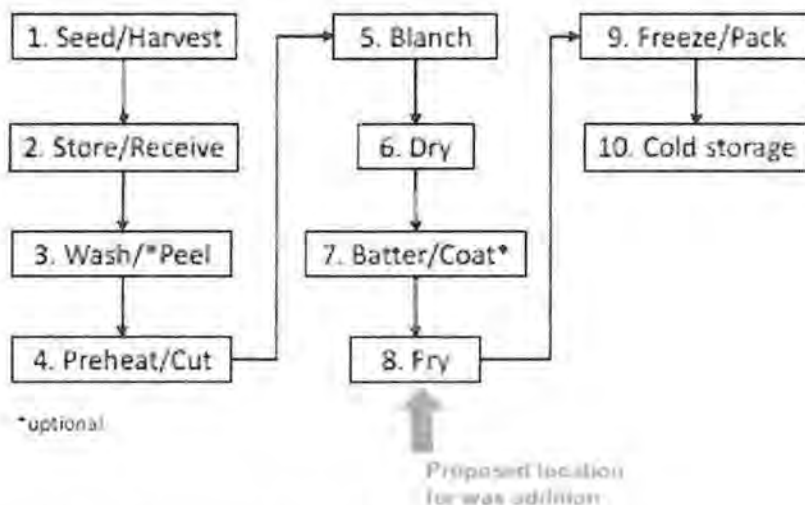 1. Seed/Harvest
2. Store/Receive
3. Wash/*Peel
4. Preheat/Cut
*optional
5. Blanch
6. Dry
7. Batter/Coat*
8. Fry
Proposed location
for was addition
9. Freeze/Pack
10. Cold storage